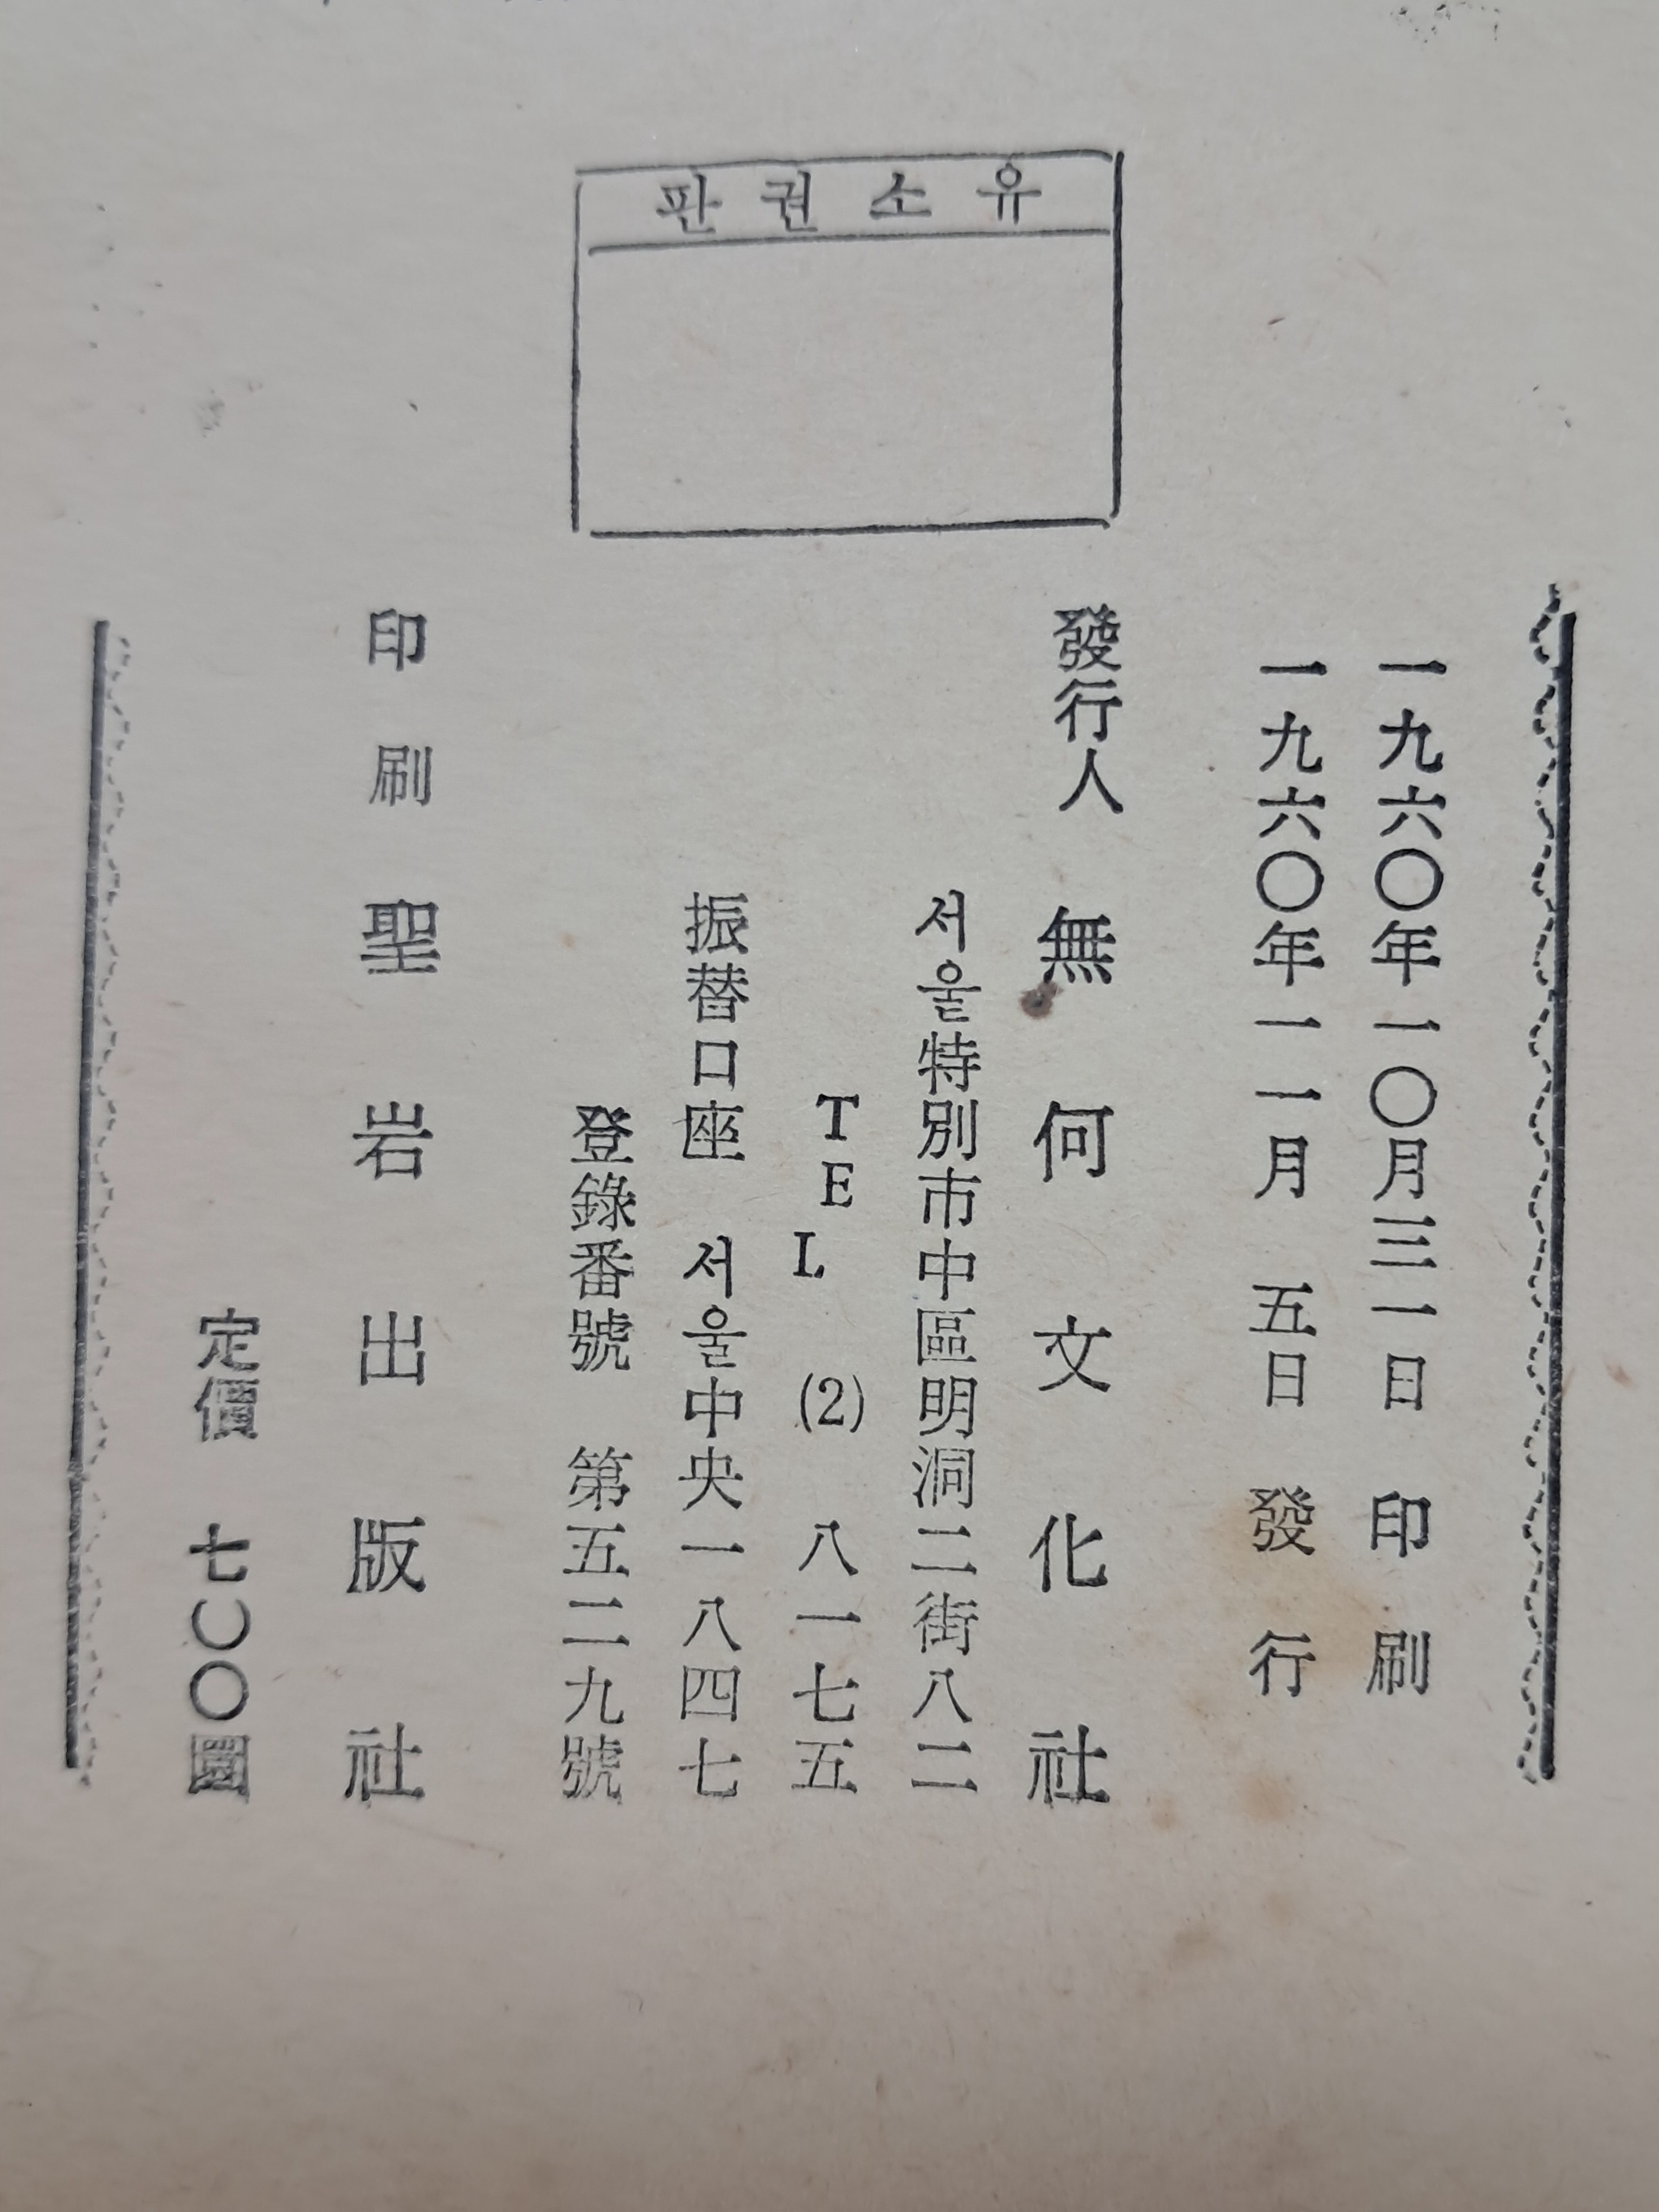 판권소유
一九六〇年一〇月三一日 印刷
一九六〇年一一月 五日 發行
發行人 無何文化社
서울特別市中區明洞二街八二
TEL (2) 八一七五
振替口座 서울中央一八四七
登錄番號 第五二九號
印刷 聖岩出版社
定價 七〇〇圜